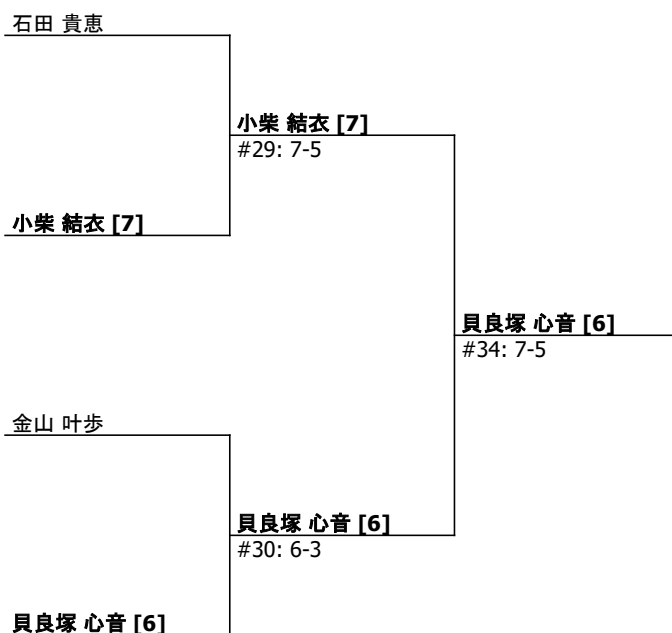 石田 貴恵
小柴 結衣 [7]
#29: 7-5
小柴 結衣 [7]
貝良塚 心音 [6]
#34: 7-5
金山 叶歩
貝良塚 心音 [6]
#30: 6-3
貝良塚 心音 [6]